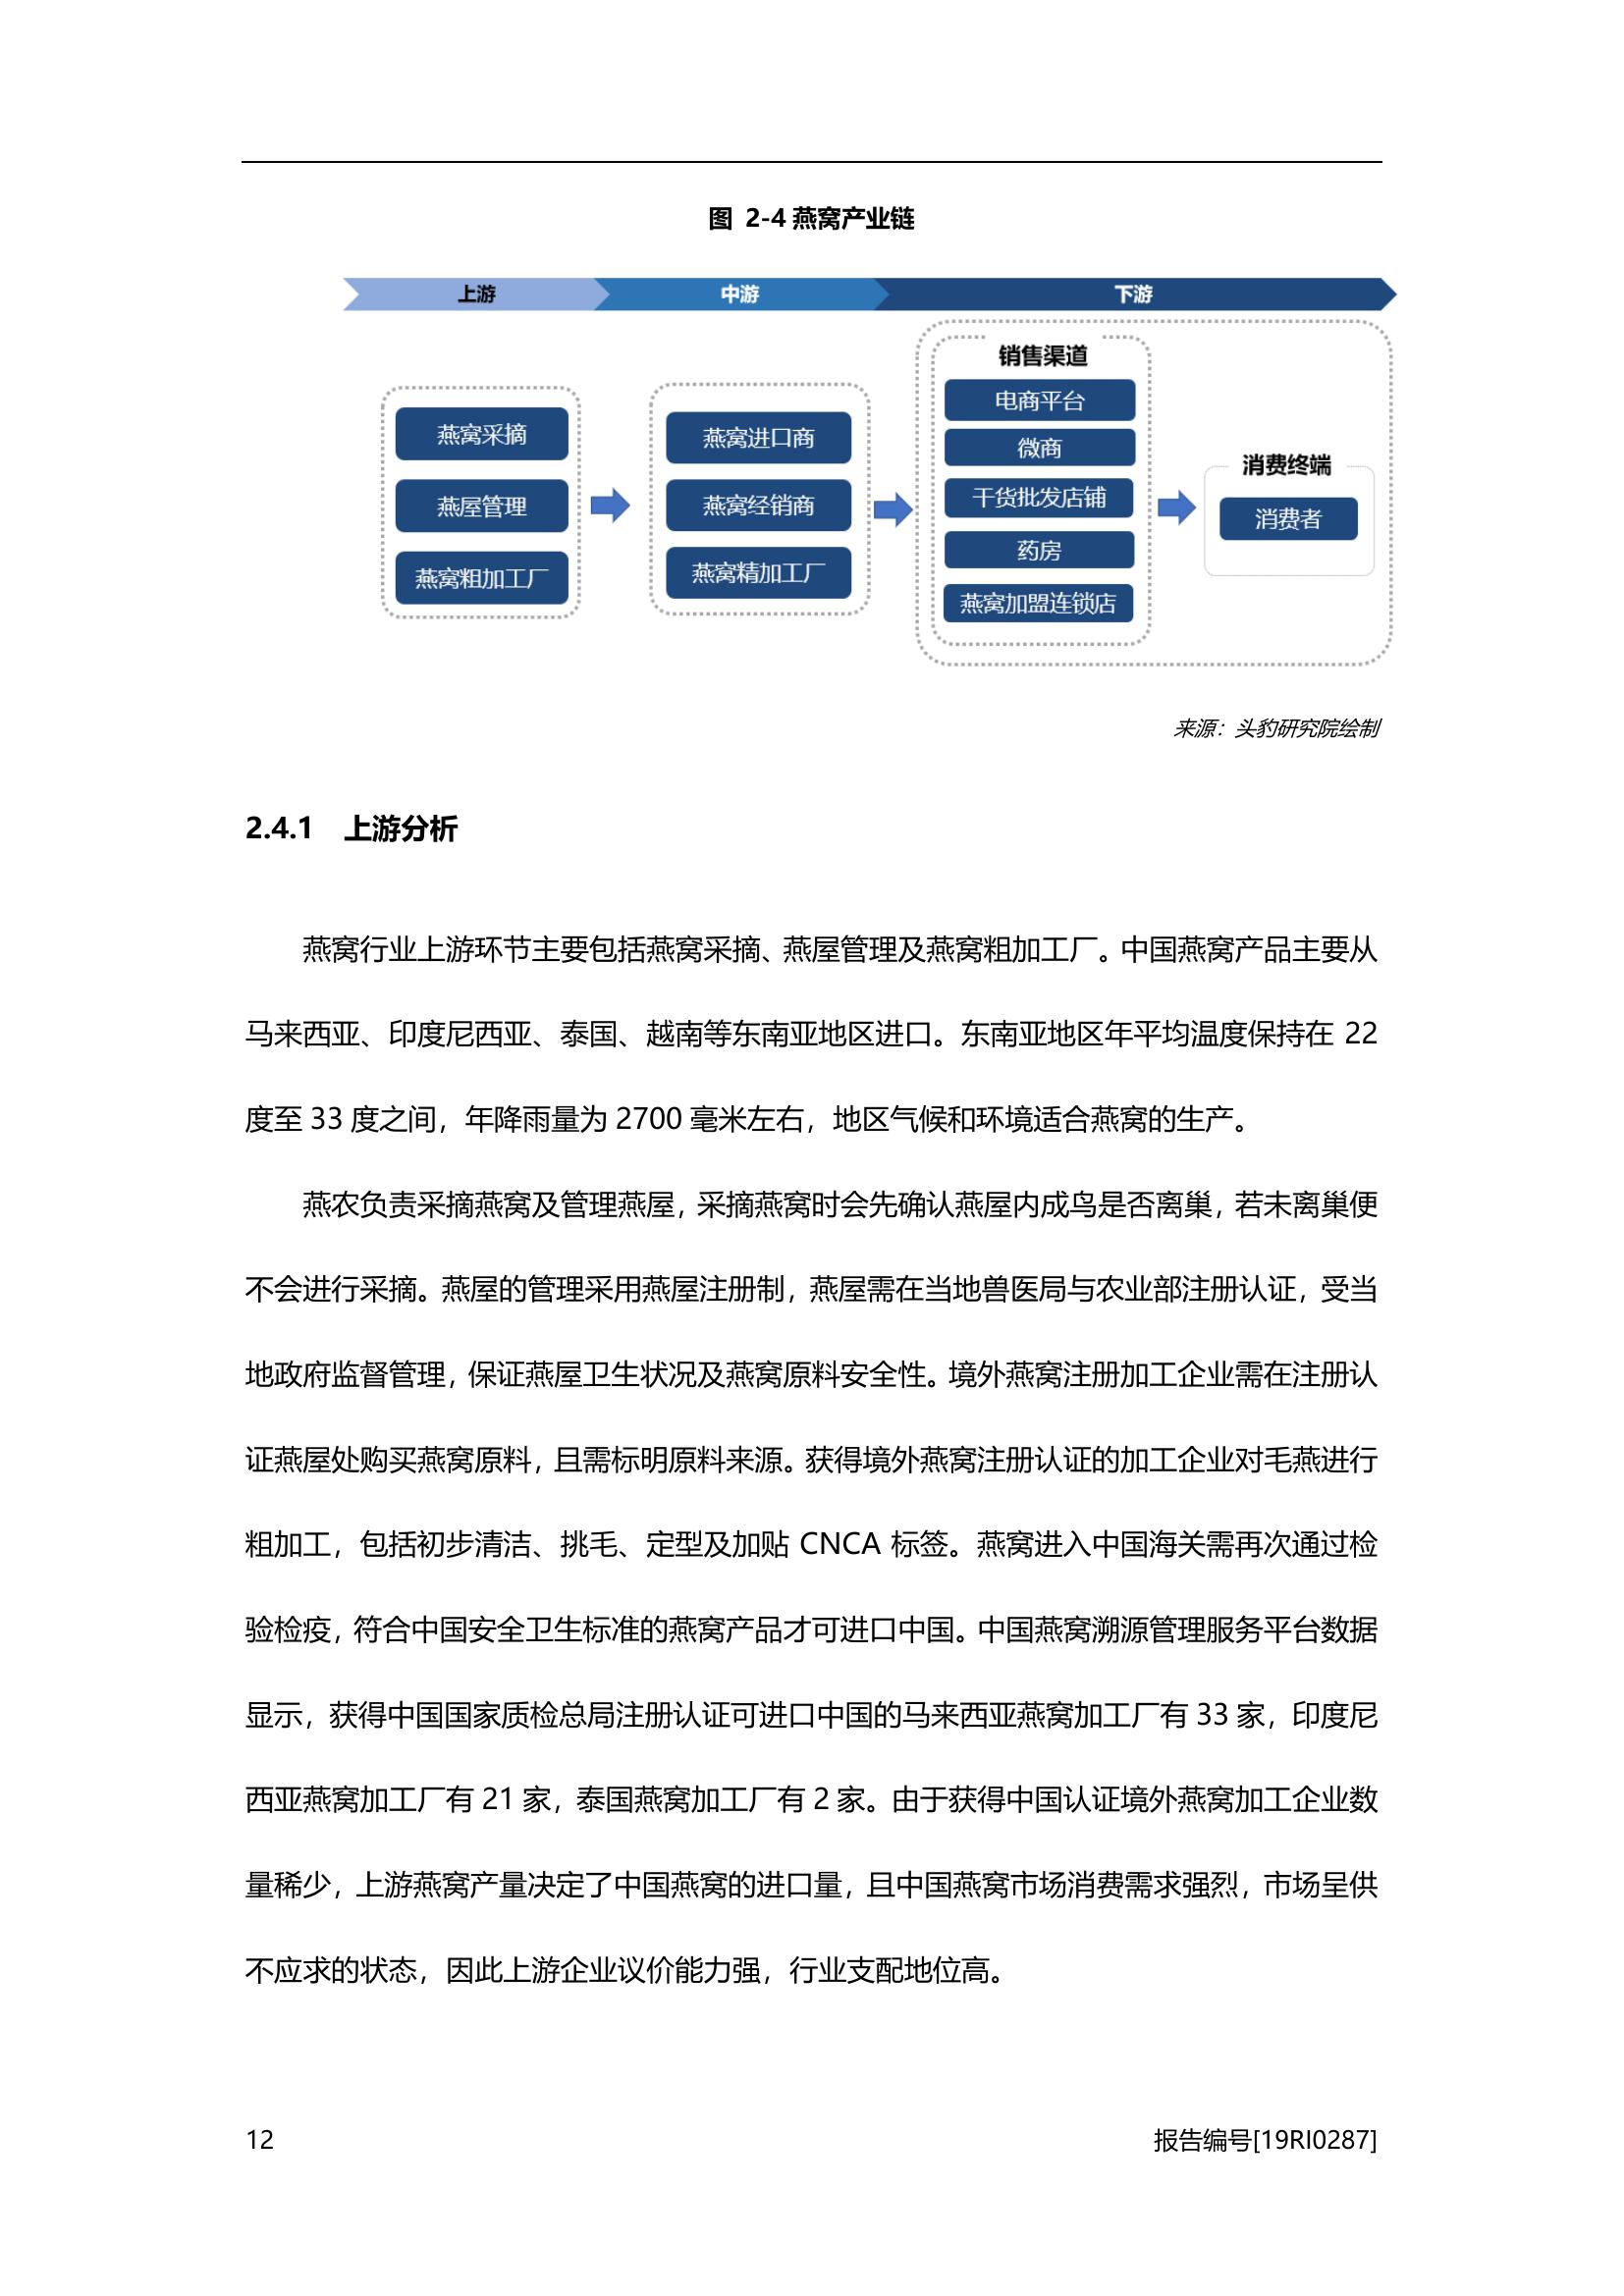 图 2-4 燕窝产业链
上游
中游
下游
燕窝采摘
燕屋管理
燕窝粗加工厂
燕窝进口商
燕窝经销商
燕窝精加工厂
销售渠道
电商平台
微商
干货批发店铺
药房
燕窝加盟连锁店
消费终端
消费者
来源：头豹研究院绘制
2.4.1 上游分析
燕窝行业上游环节主要包括燕窝采摘、燕屋管理及燕窝粗加工厂。中国燕窝产品主要从
马来西亚、印度尼西亚、泰国、越南等东南亚地区进口。东南亚地区年平均温度保持在 22
度至 33 度之间，年降雨量为 2700 毫米左右，地区气候和环境适合燕窝的生产。
燕农负责采摘燕窝及管理燕屋，采摘燕窝时会先确认燕屋内成鸟是否离巢，若未离巢便
不会进行采摘。燕屋的管理采用燕屋注册制，燕屋需在当地兽医局与农业部注册认证，受当
地政府监督管理，保证燕屋卫生状况及燕窝原料安全性。境外燕窝注册加工企业需在注册认
证燕屋处购买燕窝原料，且需标明原料来源。获得境外燕窝注册认证的加工企业对毛燕进行
粗加工，包括初步清洁、挑毛、定型及加贴 CNCA 标签。燕窝进入中国海关需再次通过检
验检疫，符合中国安全卫生标准的燕窝产品才可进口中国。中国燕窝溯源管理服务平台数据
显示，获得中国国家质检总局注册认证可进口中国的马来西亚燕窝加工厂有 33 家，印度尼
西亚燕窝加工厂有 21 家，泰国燕窝加工厂有 2 家。由于获得中国认证境外燕窝加工企业数
量稀少，上游燕窝产量决定了中国燕窝的进口量，且中国燕窝市场消费需求强烈，市场呈供
不应求的状态，因此上游企业议价能力强，行业支配地位高。
12
报告编号[19RI0287]